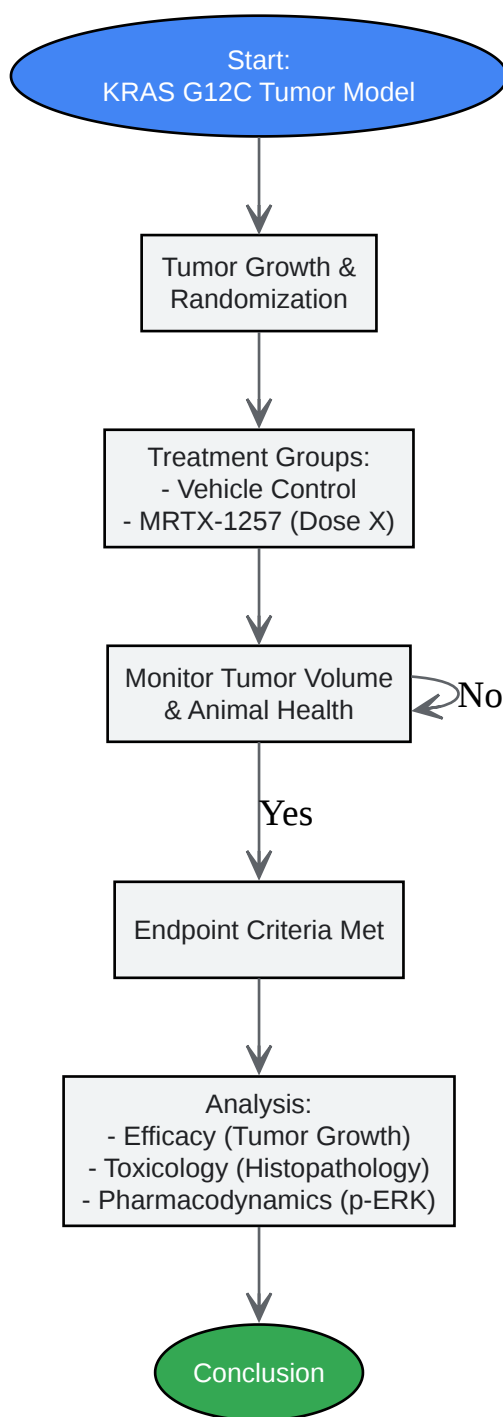 Start:
KRAS G12C Tumor Model
Tumor Growth &
Randomization
Treatment Groups:
- Vehicle Control
- MRTX-1257 (Dose X)
Monitor Tumor Volume
& Animal Health
No
Yes
Endpoint Criteria Met
Analysis:
- Efficacy (Tumor Growth)
- Toxicology (Histopathology)
- Pharmacodynamics (p-ERK)
Conclusion